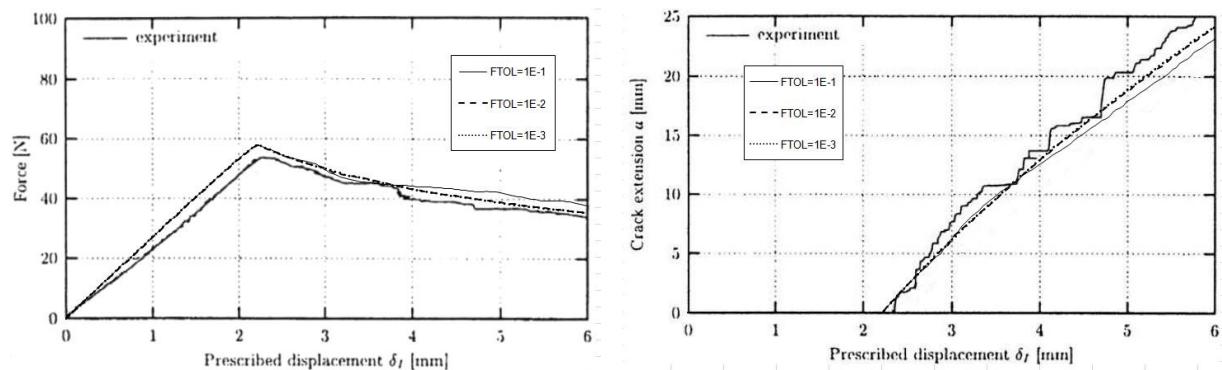 100
80
60
40
20
0
Force [N]
experiment
FTOL=1E-1
FTOL=1E-2
FTOL=1E-3
0 1 2 3 4 5 6
Prescribed displacement δI [mm]
25
20
15
10
5
0
Crack extension a [mm]
experiment
FTOL=1E-1
FTOL=1E-2
FTOL=1E-3
0 1 2 3 4 5 6
Prescribed displacement δI [mm]